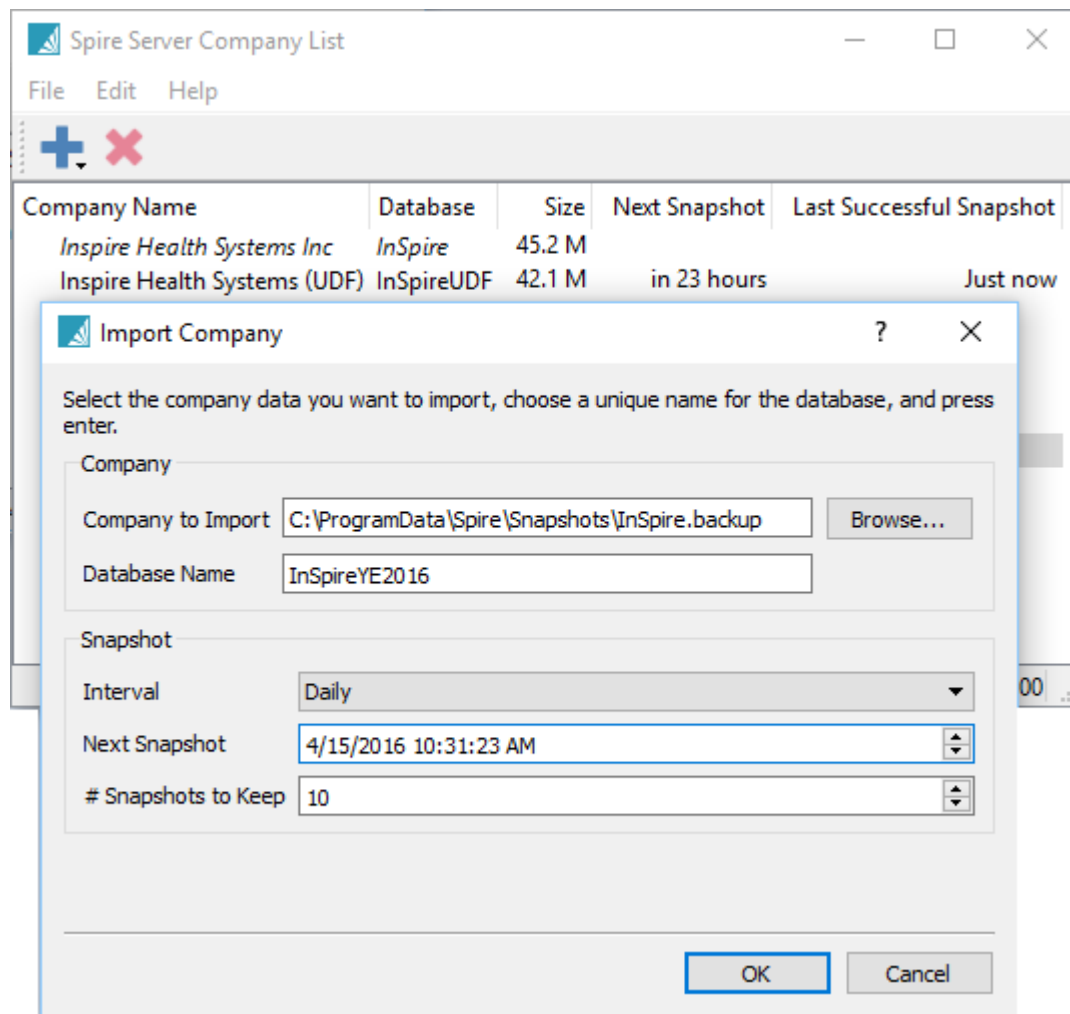 Spire Server Company List
File Edit Help
Company Name Database Size Next Snapshot Last Successful Snapshot
Inspire Health Systems Inc InSpire 45.2 M
Inspire Health Systems (UDF) InSpireUDF 42.1 M in 23 hours Just now
Import Company ?
Select the company data you want to import, choose a unique name for the database, and press
enter.
Company
Company to Import C:\ProgramData\Spire\Snapshots\InSpire.backup Browse...
Database Name InSpireYE2016
Snapshot
Interval Daily
00
Next Snapshot 4/15/2016 10:31:23 AM
# Snapshots to Keep 10
OK Cancel